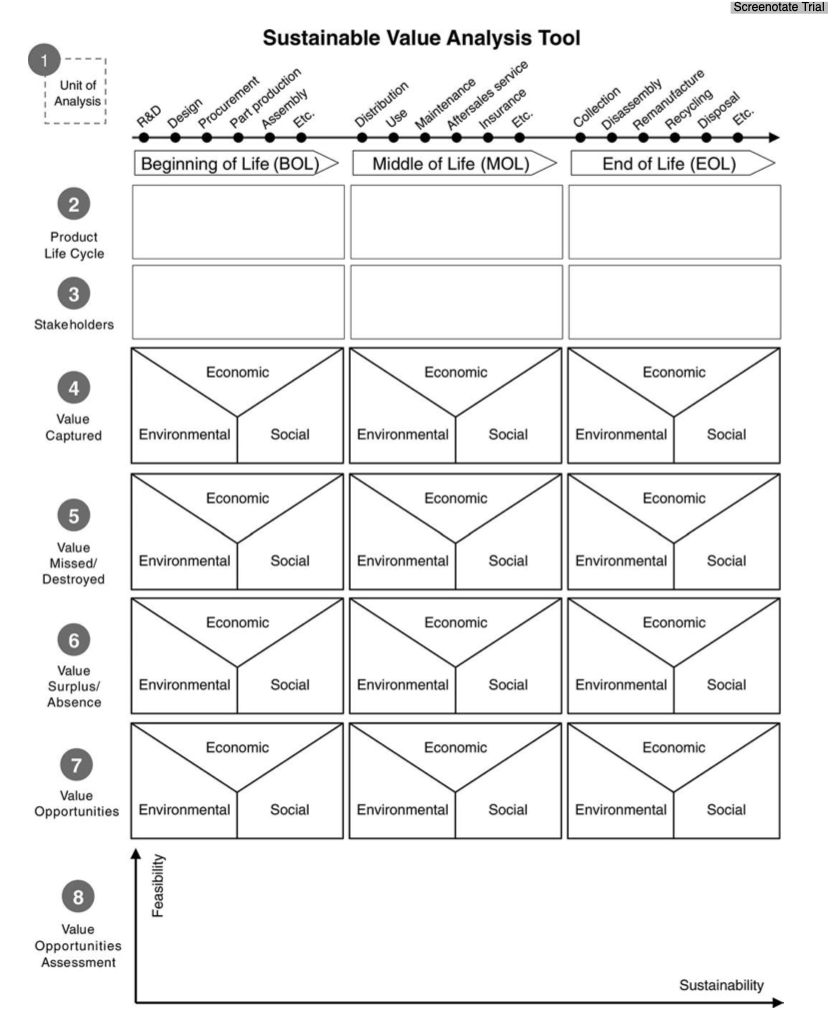 Screenotate Trial
Sustainable Value Analysis Tool
1
Unit of
Analysis
R&D
Design
Procurement
Part production
Assembly
Etc.
Distribution
Use
Maintenance
Aftersales service
Insurance
Etc.
Collection
Disassembly
Remanufacture
Recycling
Disposal
Etc.
Beginning of Life (BOL)
Middle of Life (MOL)
End of Life (EOL)
2
Product
Life Cycle
3
Stakeholders
4
Value
Captured
Economic
Environmental
Social
Economic
Environmental
Social
Economic
Environmental
Social
5
Value
Missed/
Destroyed
Economic
Environmental
Social
Economic
Environmental
Social
Economic
Environmental
Social
6
Value
Surplus/
Absence
Economic
Environmental
Social
Economic
Environmental
Social
Economic
Environmental
Social
7
Value
Opportunities
Economic
Environmental
Social
Economic
Environmental
Social
Economic
Environmental
Social
8
Value
Opportunities
Assessment
Feasibility
Sustainability